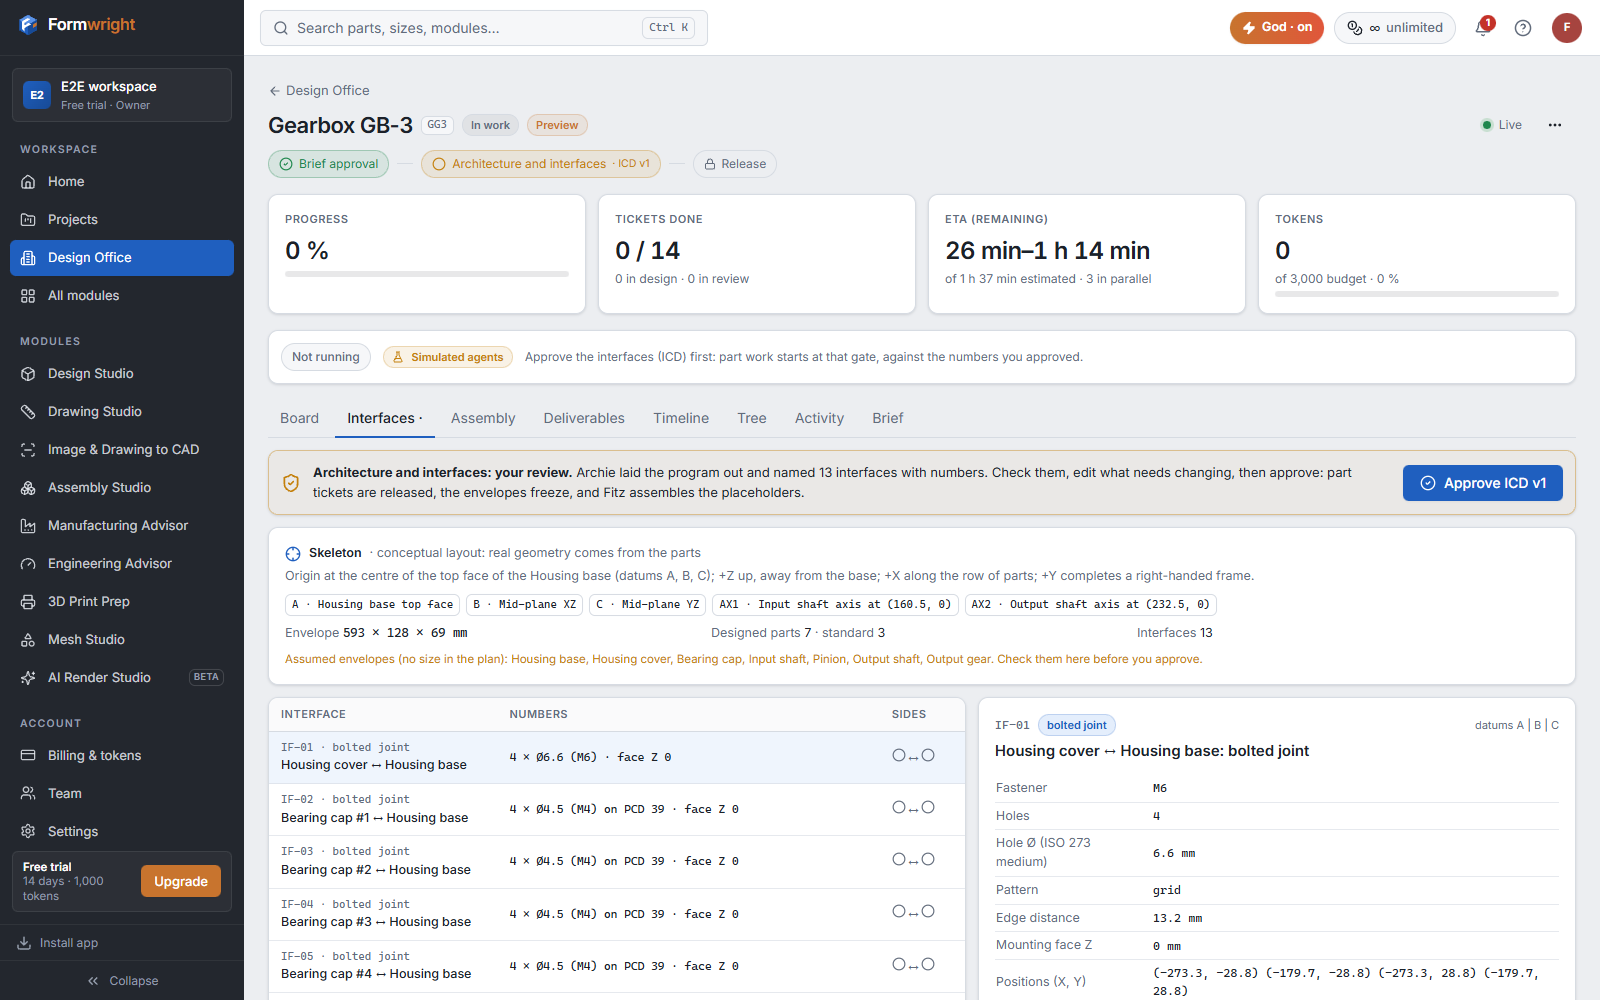 Formwright
Search parts, sizes, modules...
Ctrl K
God · on
∞ unlimited
1
F
E2
E2E workspace
Free trial · Owner
WORKSPACE
Home
Projects
Design Office
All modules
MODULES
Design Studio
Drawing Studio
Image & Drawing to CAD
Assembly Studio
Manufacturing Advisor
Engineering Advisor
3D Print Prep
Mesh Studio
AI Render Studio
BETA
ACCOUNT
Billing & tokens
Team
Settings
Free trial
14 days · 1,000
tokens
Upgrade
Install app
Collapse
← Design Office
Gearbox GB-3
GG3
In work
Preview
Live
Brief approval
Architecture and interfaces · ICD v1
Release
PROGRESS
0 %
TICKETS DONE
0 / 14
0 in design · 0 in review
ETA (REMAINING)
26 min–1 h 14 min
of 1 h 37 min estimated · 3 in parallel
TOKENS
0
of 3,000 budget · 0 %
Not running
Simulated agents
Approve the interfaces (ICD) first: part work starts at that gate, against the numbers you approved.
Board
Interfaces ·
Assembly
Deliverables
Timeline
Tree
Activity
Brief
Architecture and interfaces: your review. Archie laid the program out and named 13 interfaces with numbers. Check them, edit what needs changing, then approve: part
tickets are released, the envelopes freeze, and Fitz assembles the placeholders.
Approve ICD v1
Skeleton · conceptual layout: real geometry comes from the parts
Origin at the centre of the top face of the Housing base (datums A, B, C); +Z up, away from the base; +X along the row of parts; +Y completes a right-handed frame.
A · Housing base top face
B · Mid-plane XZ
C · Mid-plane YZ
AX1 · Input shaft axis at (160.5, 0)
AX2 · Output shaft axis at (232.5, 0)
Envelope 593 × 128 × 69 mm
Designed parts 7 · standard 3
Interfaces 13
Assumed envelopes (no size in the plan): Housing base, Housing cover, Bearing cap, Input shaft, Pinion, Output shaft, Output gear. Check them here before you approve.
INTERFACE
NUMBERS
SIDES
IF-01 · bolted joint
Housing cover ↔ Housing base
4 × Ø6.6 (M6) · face Z 0
↔
IF-02 · bolted joint
Bearing cap #1 ↔ Housing base
4 × Ø4.5 (M4) on PCD 39 · face Z 0
↔
IF-03 · bolted joint
Bearing cap #2 ↔ Housing base
4 × Ø4.5 (M4) on PCD 39 · face Z 0
↔
IF-04 · bolted joint
Bearing cap #3 ↔ Housing base
4 × Ø4.5 (M4) on PCD 39 · face Z 0
↔
IF-05 · bolted joint
Bearing cap #4 ↔ Housing base
4 × Ø4.5 (M4) on PCD 39 · face Z 0
↔
IF-01
bolted joint
datums A | B | C
Housing cover ↔ Housing base: bolted joint
Fastener
M6
Holes
4
Hole Ø (ISO 273
medium)
6.6 mm
Pattern
grid
Edge distance
13.2 mm
Mounting face Z
0 mm
Positions (X, Y)
(-273.3, -28.8) (-179.7, -28.8) (-273.3, 28.8) (-179.7,
28.8)